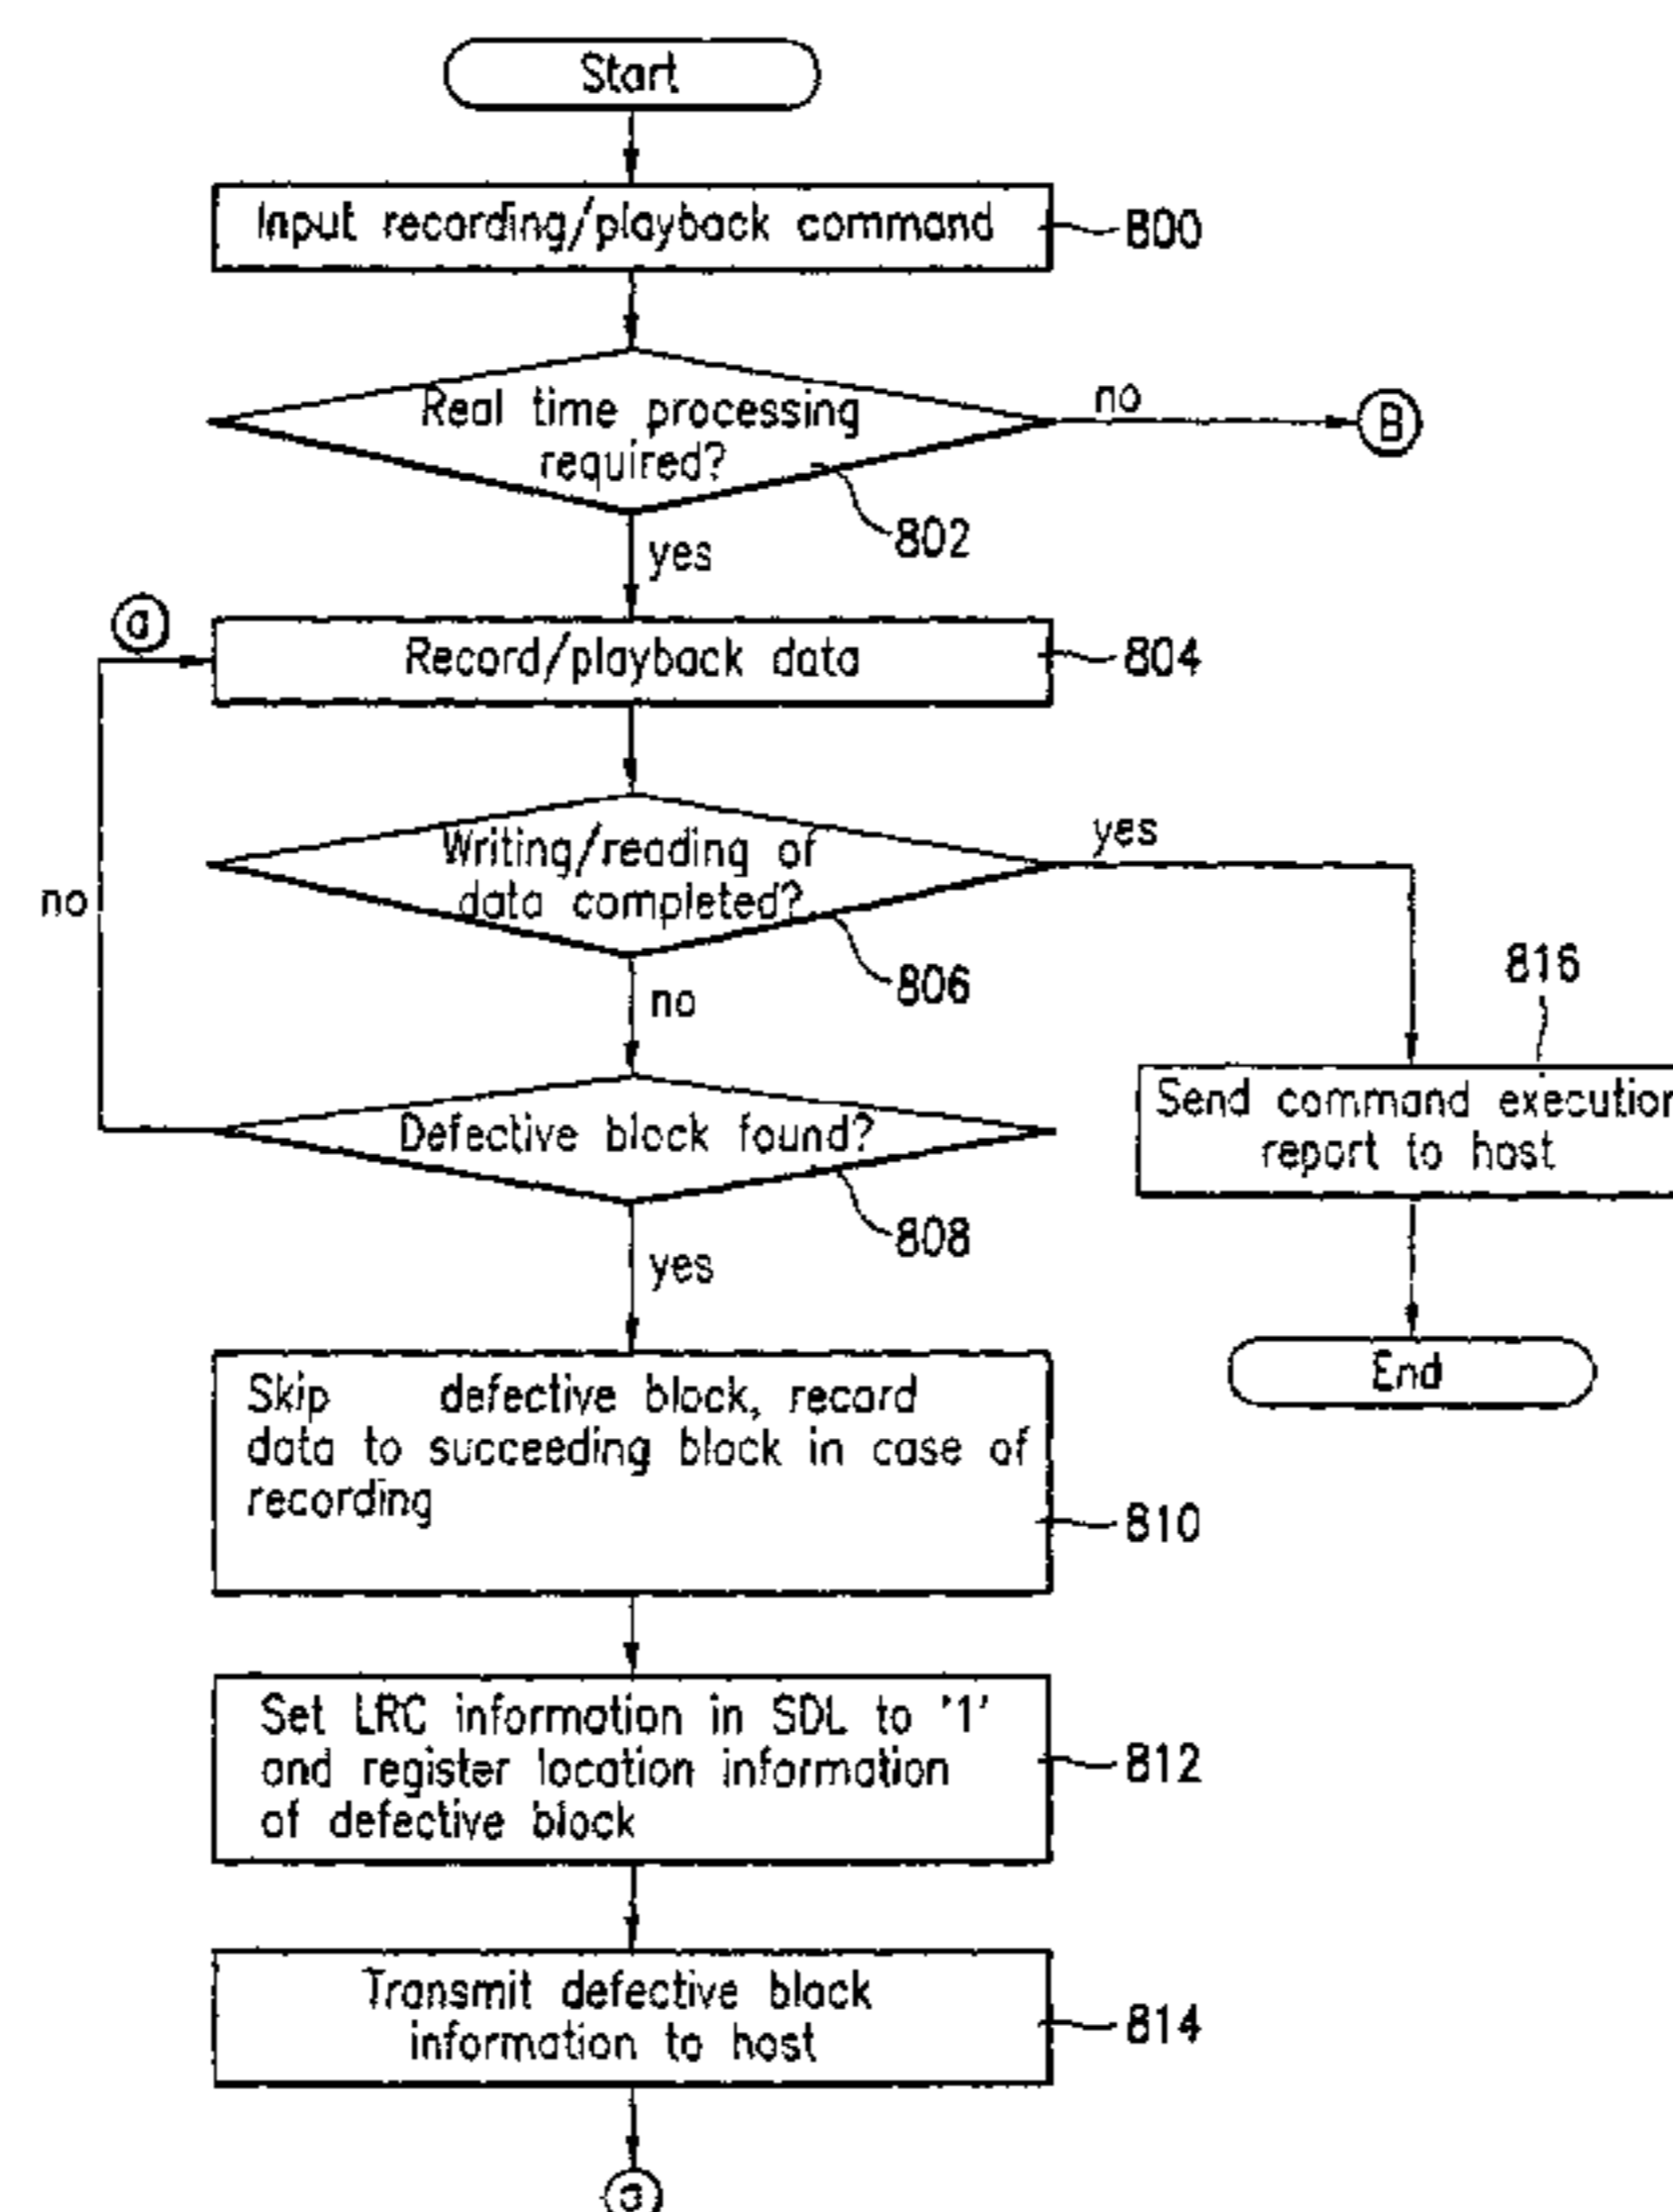 Start
Input recording/playback command
800
Real time processing
required?
no
B
802
yes
a
Record/playback data
804
Writing/reading of
data completed?
yes
no
806
no
816
Send command execution
report to host
Defective block found?
808
yes
End
Skip defective block, record
data to succeeding block in case of
recording
810
Set LRC information in SDL to '1'
and register location information
of defective block
812
Transmit defective block
information to host
814
a